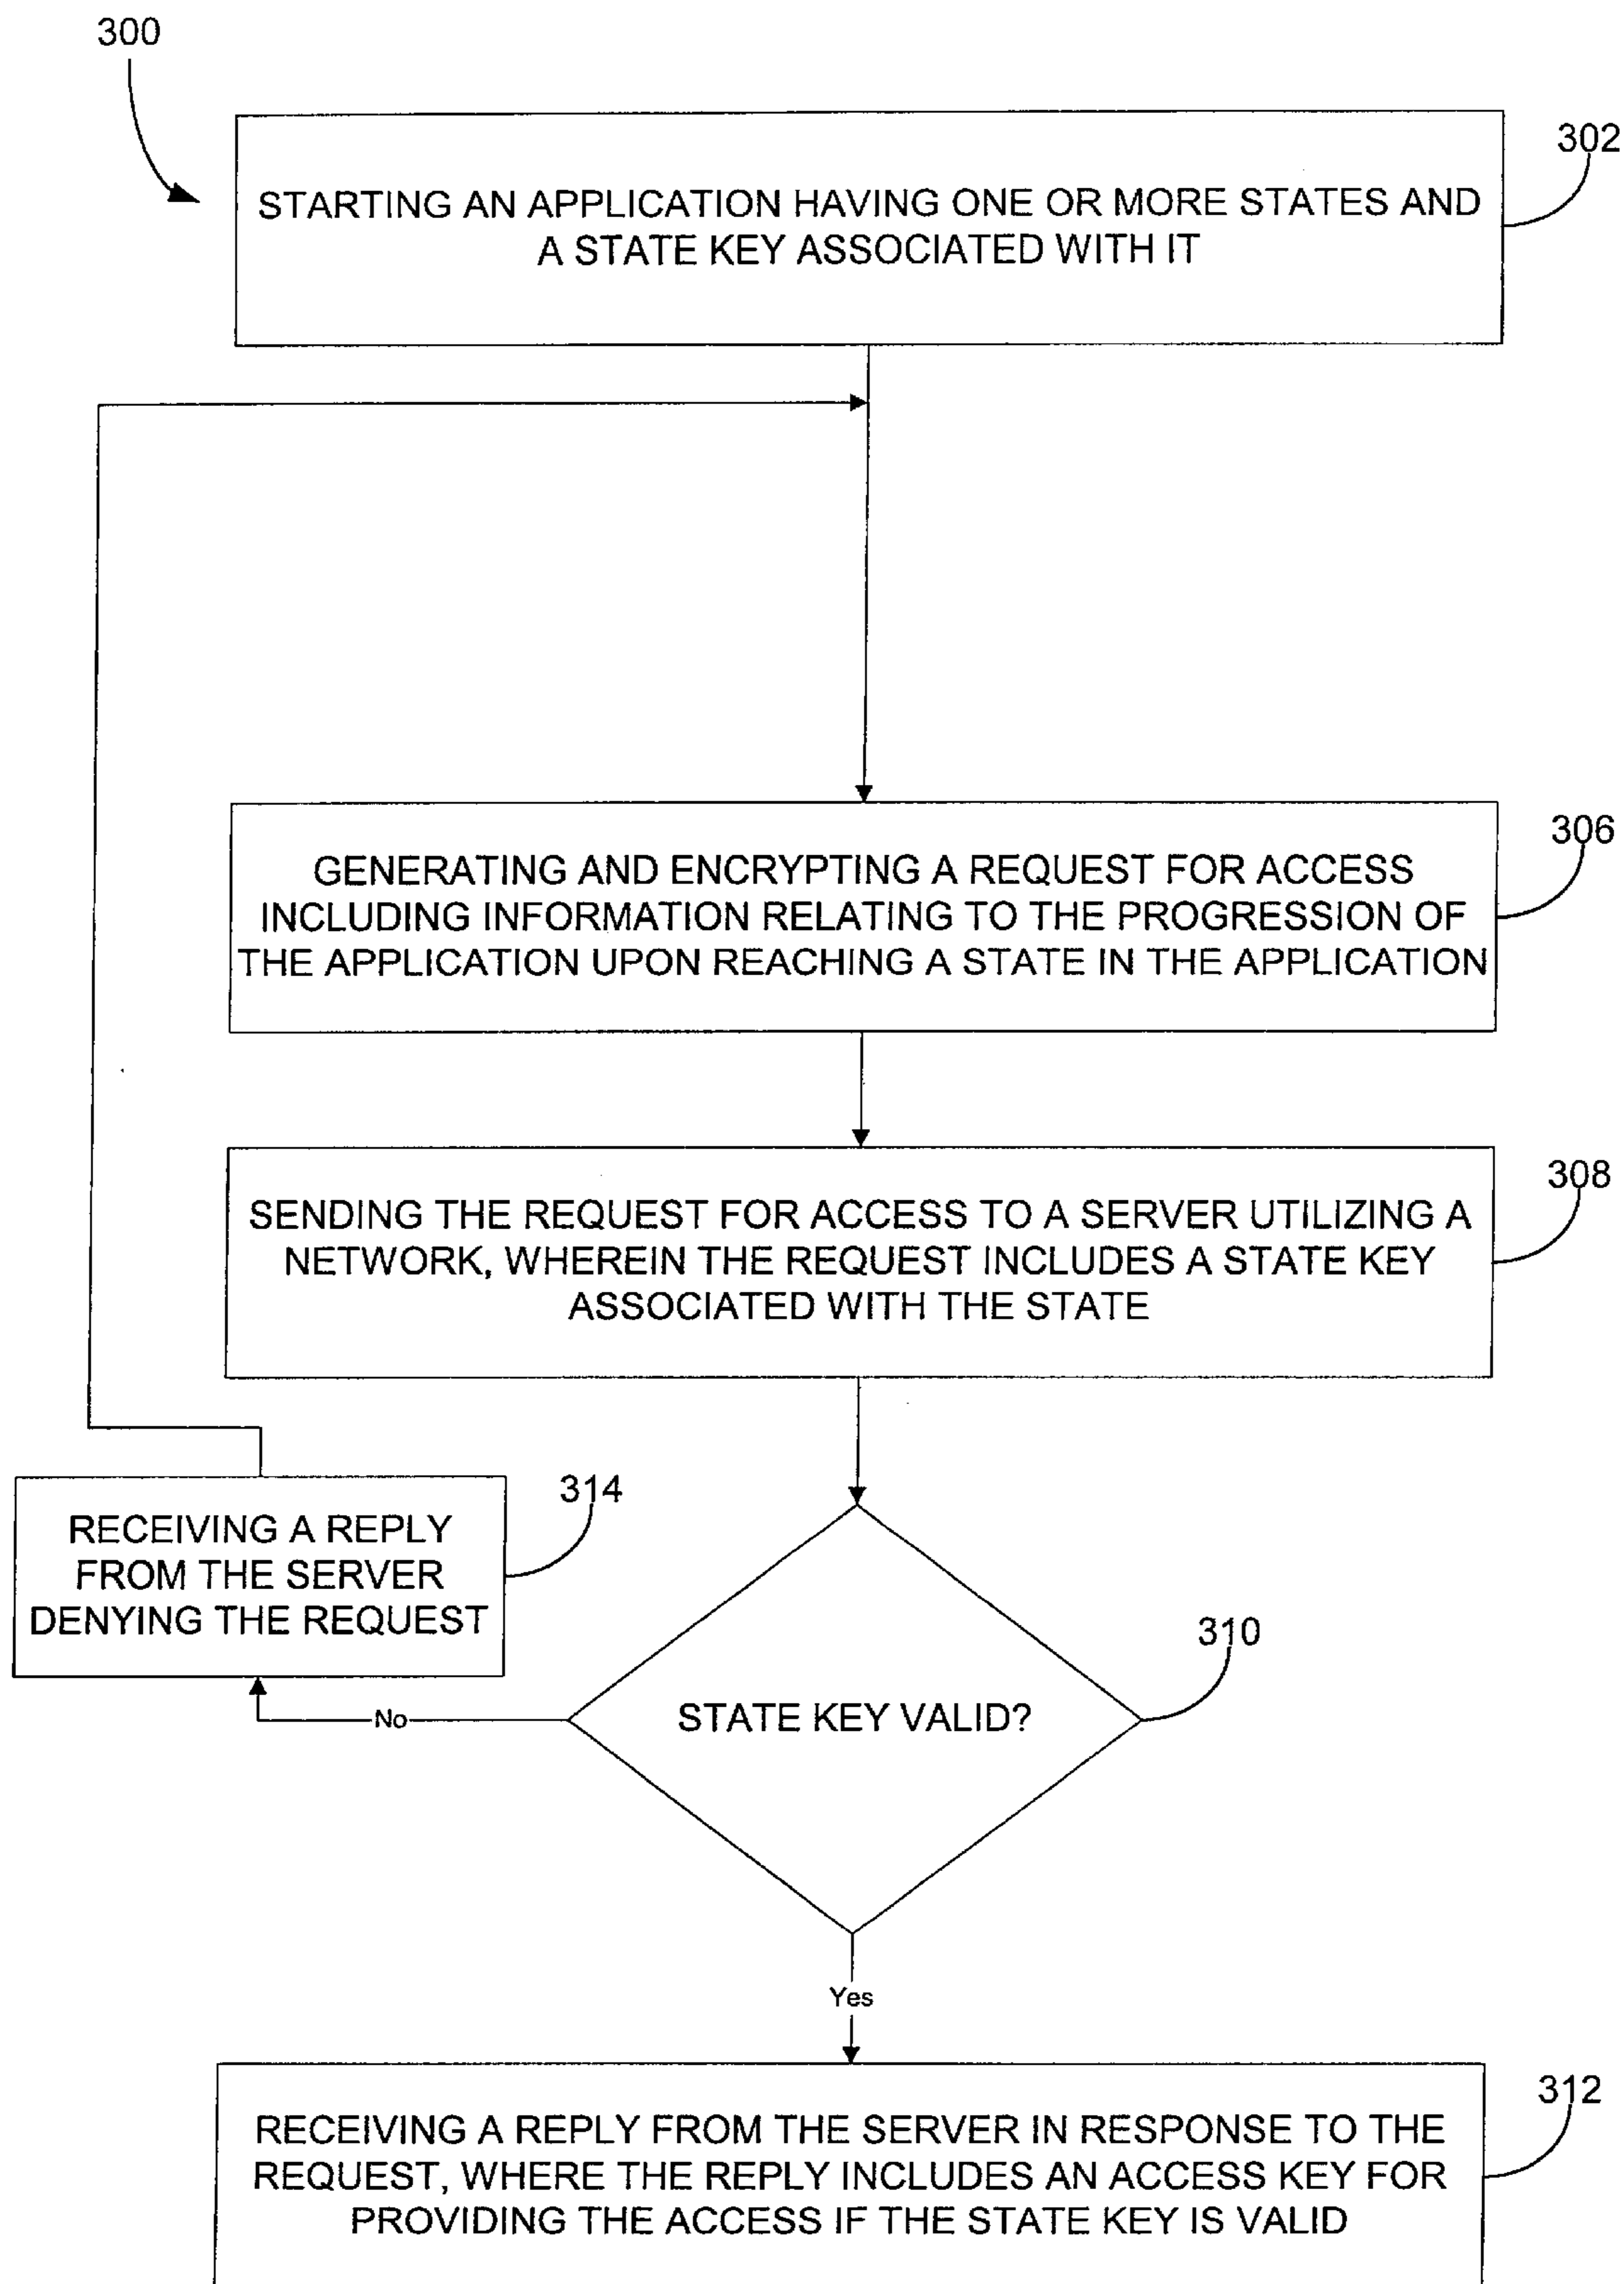 300
302
STARTING AN APPLICATION HAVING ONE OR MORE STATES AND
A STATE KEY ASSOCIATED WITH IT
306
GENERATING AND ENCRYPTING A REQUEST FOR ACCESS
INCLUDING INFORMATION RELATING TO THE PROGRESSION OF
THE APPLICATION UPON REACHING A STATE IN THE APPLICATION
308
SENDING THE REQUEST FOR ACCESS TO A SERVER UTILIZING A
NETWORK, WHEREIN THE REQUEST INCLUDES A STATE KEY
ASSOCIATED WITH THE STATE
314
RECEIVING A REPLY
FROM THE SERVER
DENYING THE REQUEST
310
STATE KEY VALID?
No
Yes
312
RECEIVING A REPLY FROM THE SERVER IN RESPONSE TO THE
REQUEST, WHERE THE REPLY INCLUDES AN ACCESS KEY FOR
PROVIDING THE ACCESS IF THE STATE KEY IS VALID